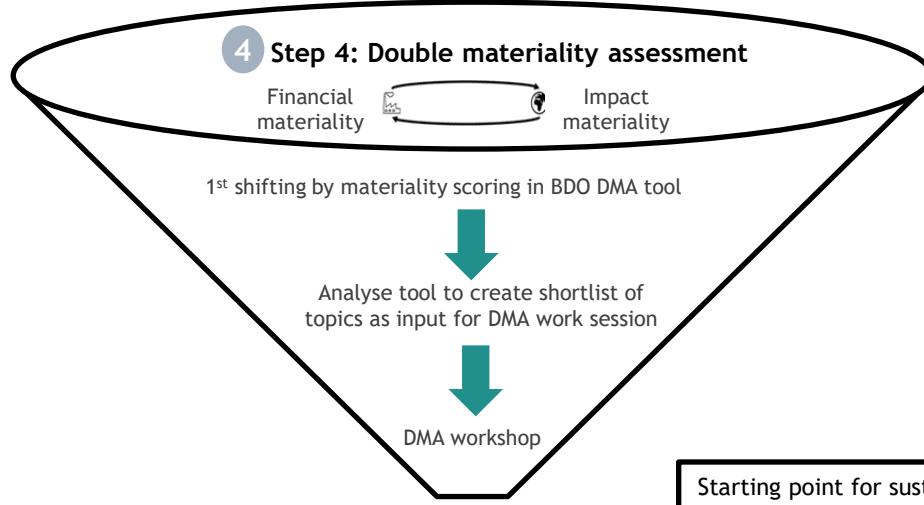 4 Step 4: Double materiality assessment
Financial
materiality
Impact
materiality
1st shifting by materiality scoring in BDO DMA tool
Analyse tool to create shortlist of
topics as input for DMA work session
DMA workshop
Starting point for